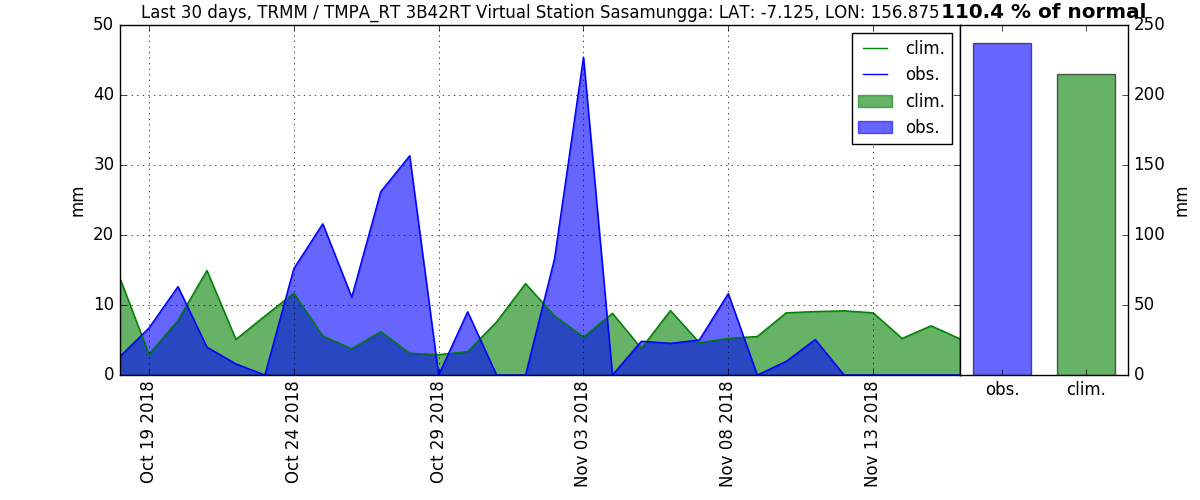 Last 30 days, TRMM / TMPA_RT 3B42RT Virtual Station Sasamungga: LAT: -7.125, LON: 156.875
110.4 % of normal
50
40
30
20
10
0
mm
clim.
obs.
clim.
obs.
Oct 19 2018
Oct 24 2018
Oct 29 2018
Nov 03 2018
Nov 08 2018
Nov 13 2018
250
200
150
100
50
0
mm
obs.
clim.